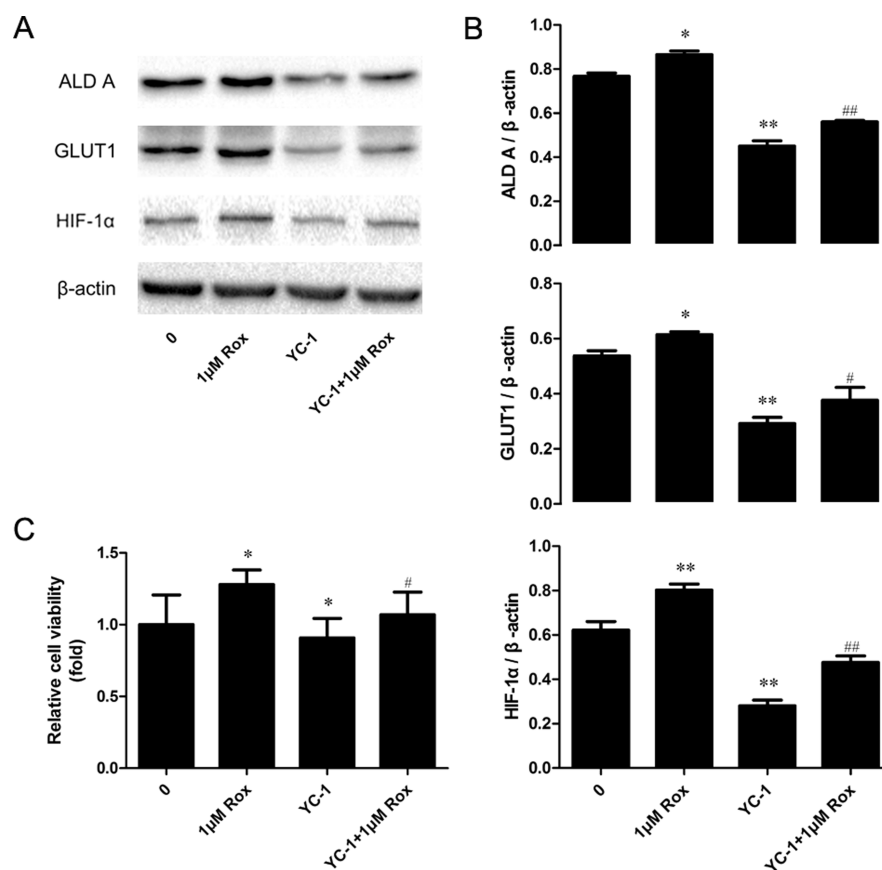 A
ALD A
GLUT1
HIF-1α
β-actin
0
1μM Rox
YC-1
YC-1+1μM Rox
B
ALD A / β -actin
1.0
0.8
0.6
0.4
0.2
0.0
*
**
##
GLUT1 / β -actin
0.8
0.6
0.4
0.2
0.0
*
**
#
HIF-1α / β -actin
1.0
0.8
0.6
0.4
0.2
0.0
**
**
##
0
1μM Rox
YC-1
YC-1+1μM Rox
C
Relative cell viability
(fold)
1.5
1.0
0.5
0.0
*
*
#
0
1μM Rox
YC-1
YC-1+1μM Rox